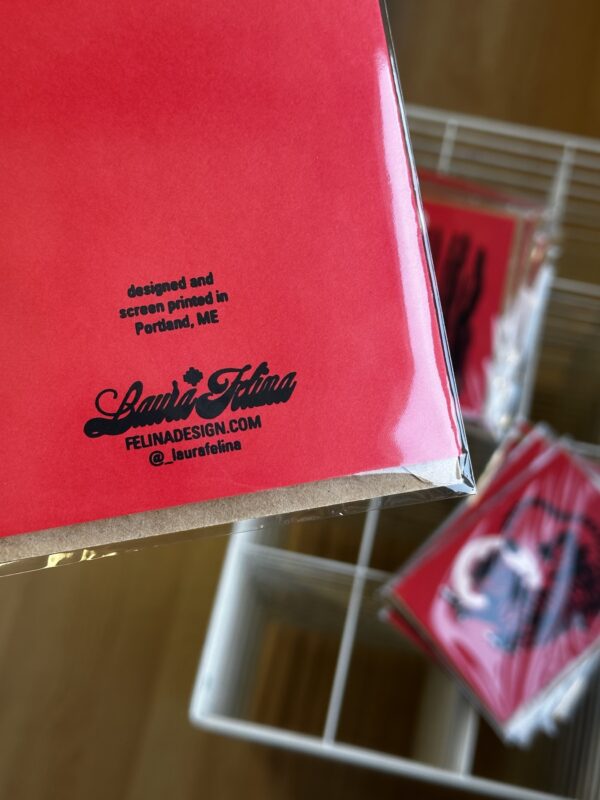 designed and
screen printed in
Portland, ME
Laura Felina
FELINADESIGN.COM
@_laurafelina